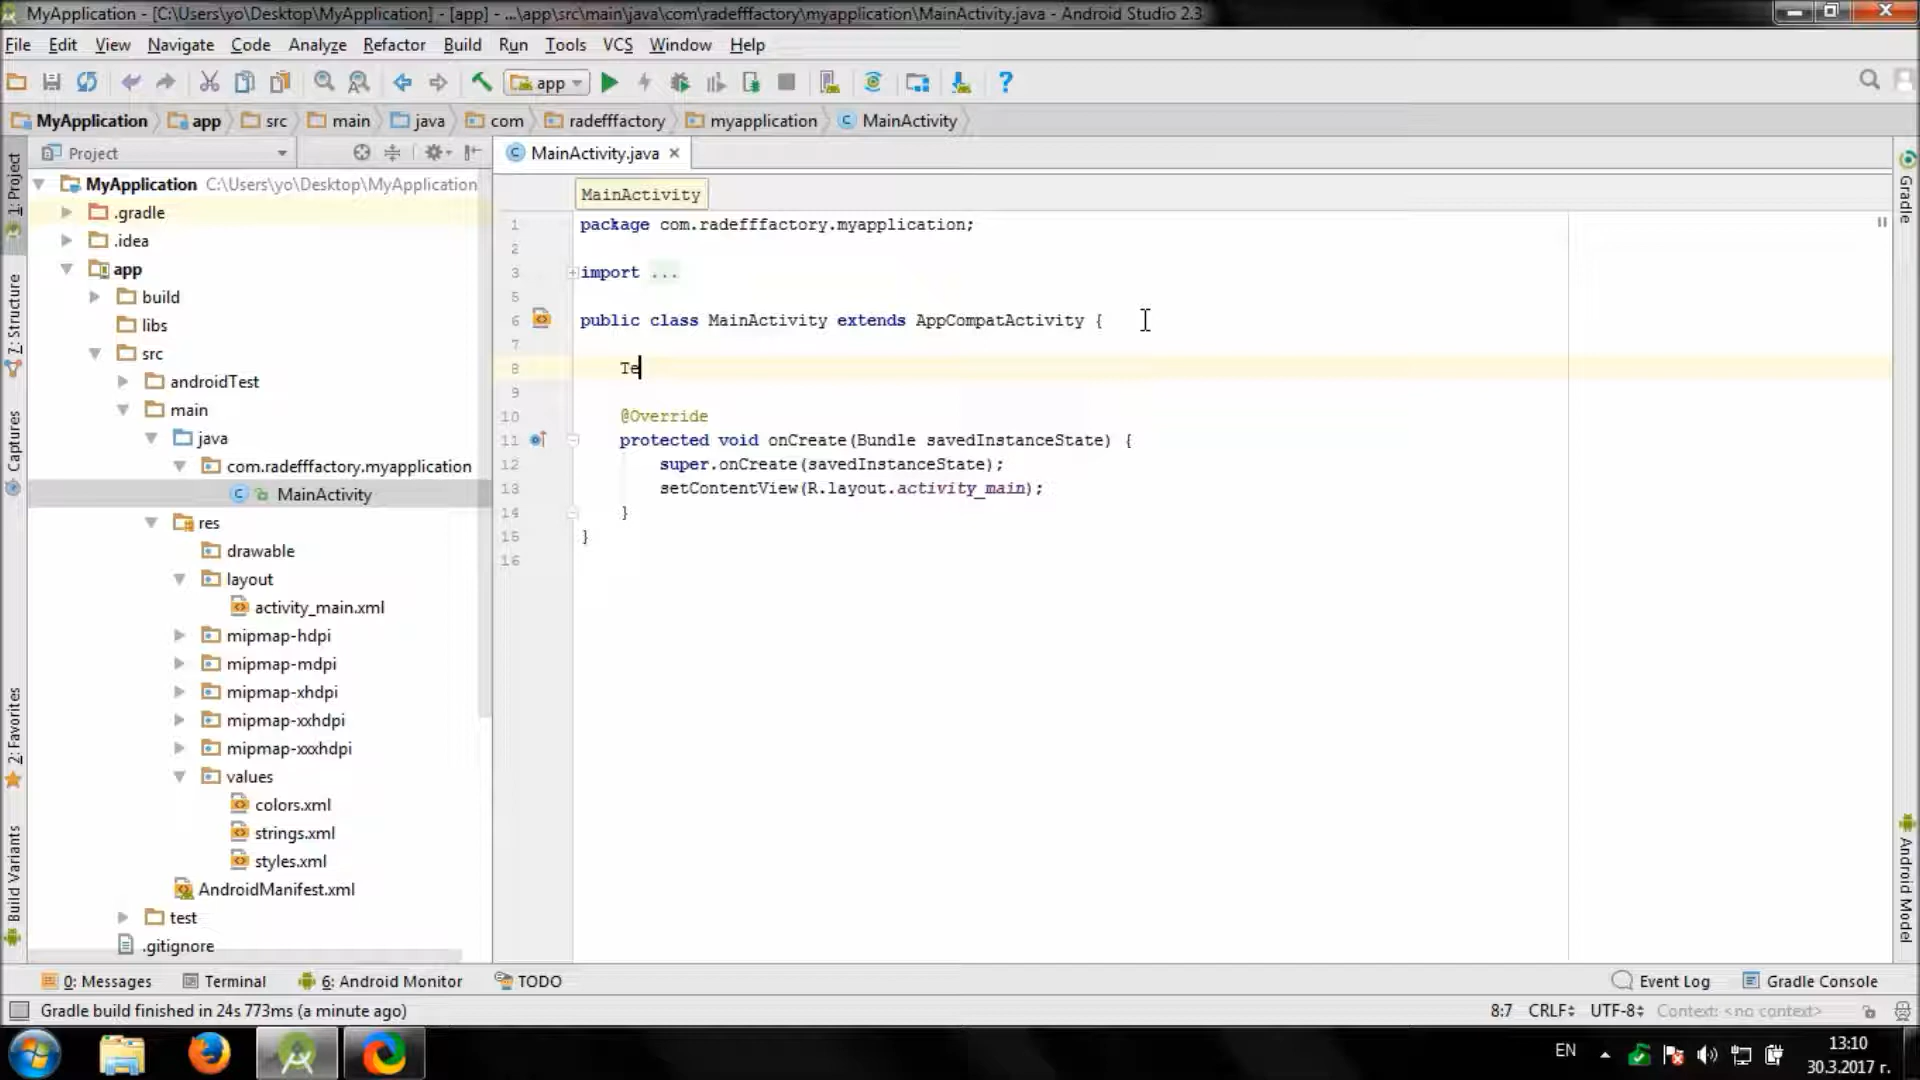 MyApplication - [C:\Users\yo\Desktop\MyApplication] - [app] - ...\app\src\main\java\com\radefffactory\myapplication\MainActivity.java - Android Studio 2.3
File Edit View Navigate Code Analyze Refactor Build Run Tools VCS Window Help
app
MyApplication app src main java com radefffactory myapplication MainActivity
Project
MainActivity.java
MyApplication C:\Users\yo\Desktop\MyApplication
.gradle
.idea
app
build
libs
src
androidTest
main
java
com.radefffactory.myapplication
MainActivity
res
drawable
layout
activity_main.xml
mipmap-hdpi
mipmap-mdpi
mipmap-xhdpi
mipmap-xxhdpi
mipmap-xxxhdpi
values
colors.xml
strings.xml
styles.xml
AndroidManifest.xml
test
.gitignore
1: Project
7: Structure
Captures
2: Favorites
Build Variants
MainActivity
1 package com.radefffactory.myapplication;
2
3 import ...
5
6 public class MainActivity extends AppCompatActivity {
7
8 Te
9
10 @Override
11 protected void onCreate(Bundle savedInstanceState) {
12 super.onCreate(savedInstanceState);
13 setContentView(R.layout.activity_main);
14 }
15 }
16
Gradle
Android Model
0: Messages Terminal 6: Android Monitor TODO Event Log Gradle Console
Gradle build finished in 24s 773ms (a minute ago) 8:7 CRLF UTF-8 Context: <no context>
EN 13:10
30.3.2017 г.